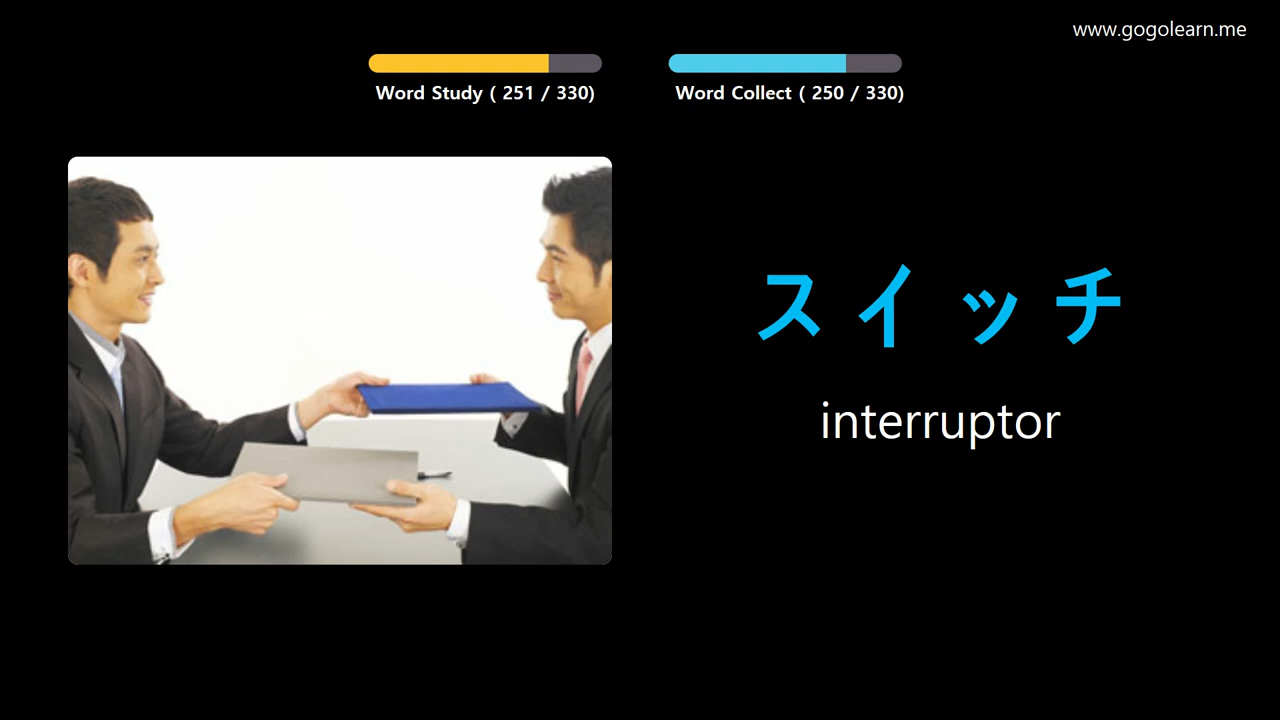 www.gogolearn.me
Word Study ( 251 / 330)
Word Collect ( 250 / 330)
スイッチ
interruptor